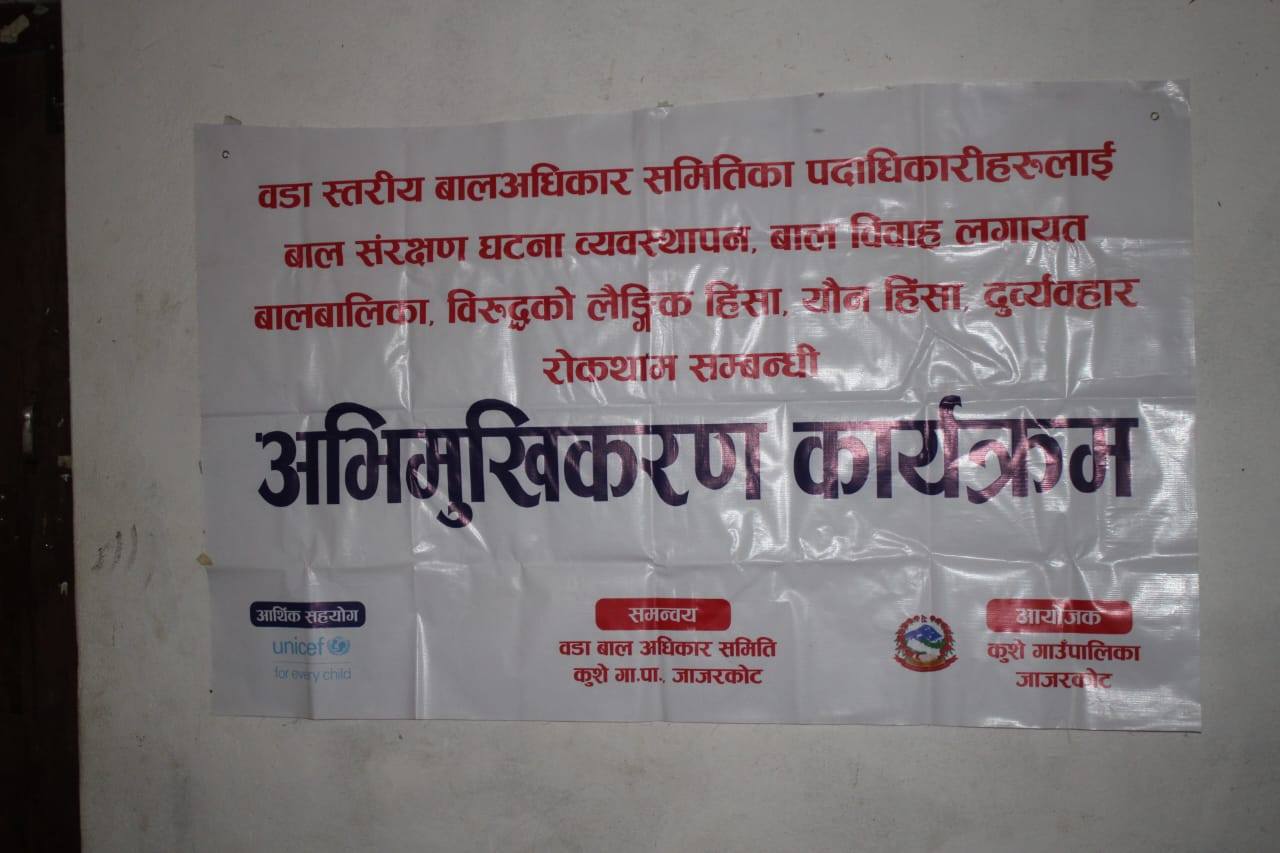 वडा स्तरीय बालअधिकार समितिका पदाधिकारीहरूलाई
बाल संरक्षण घटना व्यवस्थापन, बाल विवाह लगायत
बालबालिका, विरुद्धको लैङ्गिक हिंसा, यौन हिंसा, दुर्व्यवहार
रोकथाम सम्बन्धी
अभिमुखिकरण कार्यक्रम
आर्थिक सहयोग
unicef
for every child
समन्वय
वडा बाल अधिकार समिति
कुशे गा.पा., जाजरकोट
आयोजक
कुशे गाउँपालिका
जाजरकोट